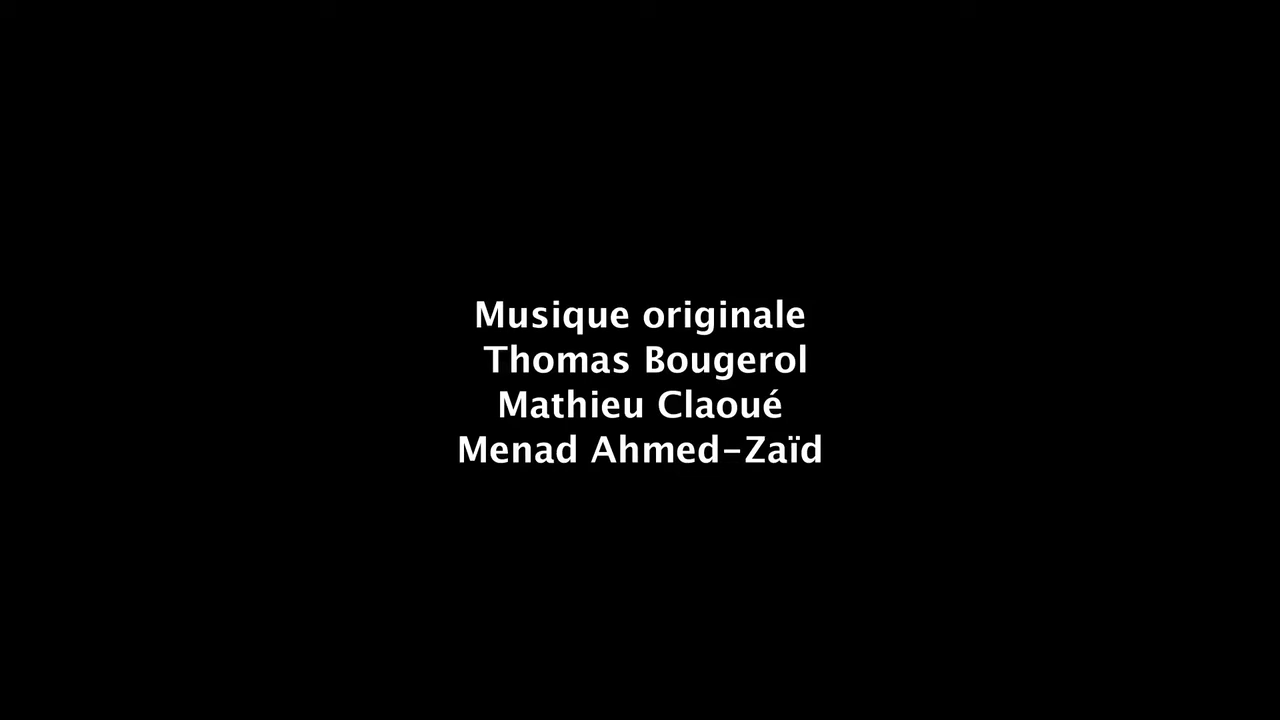 Musique originale
Thomas Bougerol
Mathieu Claoué
Menad Ahmed-Zaïd